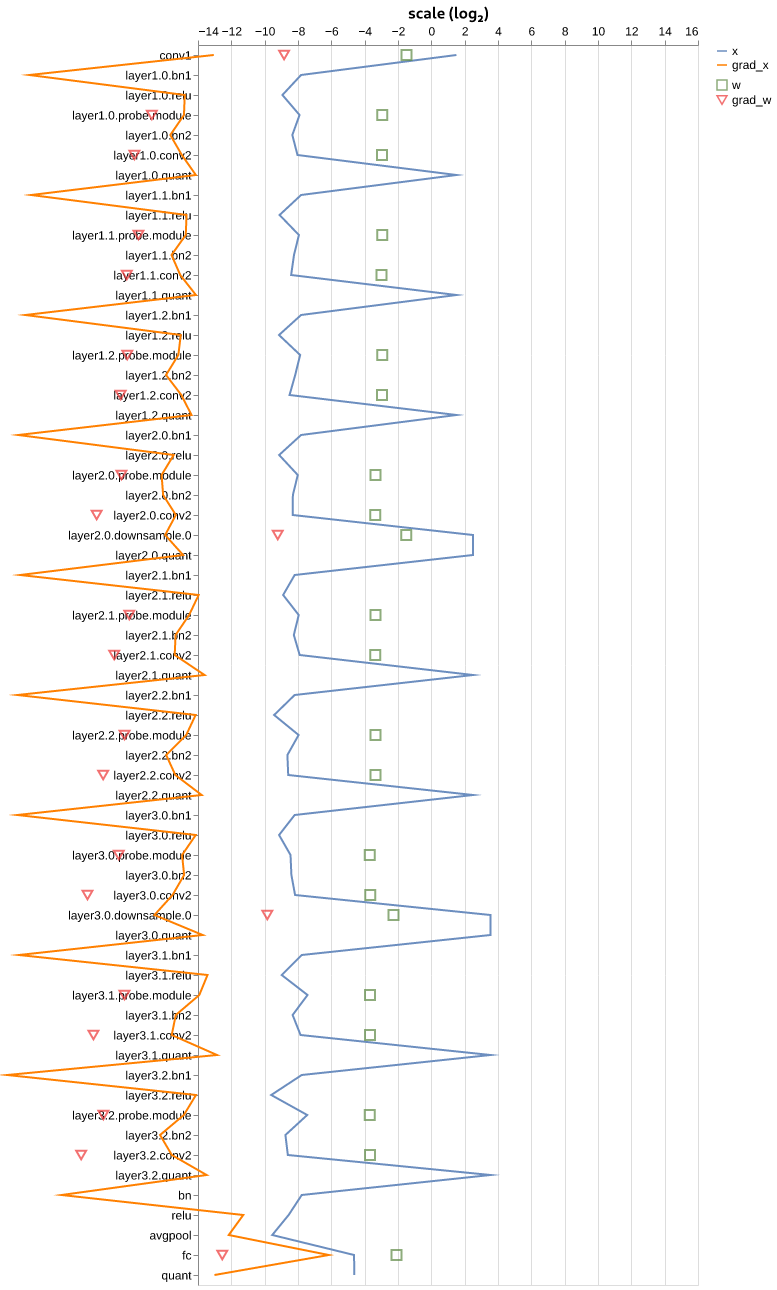 scale (log₂)
−14 −12 −10 −8 −6 −4 −2 0 2 4 6 8 10 12 14 16
x
grad_x
w
grad_w
conv1
layer1.0.bn1
layer1.0.relu
layer1.0.probe.module
layer1.0.bn2
layer1.0.conv2
layer1.0.quant
layer1.1.bn1
layer1.1.relu
layer1.1.probe.module
layer1.1.bn2
layer1.1.conv2
layer1.1.quant
layer1.2.bn1
layer1.2.relu
layer1.2.probe.module
layer1.2.bn2
layer1.2.conv2
layer1.2.quant
layer2.0.bn1
layer2.0.relu
layer2.0.probe.module
layer2.0.bn2
layer2.0.conv2
layer2.0.downsample.0
layer2.0.quant
layer2.1.bn1
layer2.1.relu
layer2.1.probe.module
layer2.1.bn2
layer2.1.conv2
layer2.1.quant
layer2.2.bn1
layer2.2.relu
layer2.2.probe.module
layer2.2.bn2
layer2.2.conv2
layer2.2.quant
layer3.0.bn1
layer3.0.relu
layer3.0.probe.module
layer3.0.bn2
layer3.0.conv2
layer3.0.downsample.0
layer3.0.quant
layer3.1.bn1
layer3.1.relu
layer3.1.probe.module
layer3.1.bn2
layer3.1.conv2
layer3.1.quant
layer3.2.bn1
layer3.2.relu
layer3.2.probe.module
layer3.2.bn2
layer3.2.conv2
layer3.2.quant
bn
relu
avgpool
fc
quant